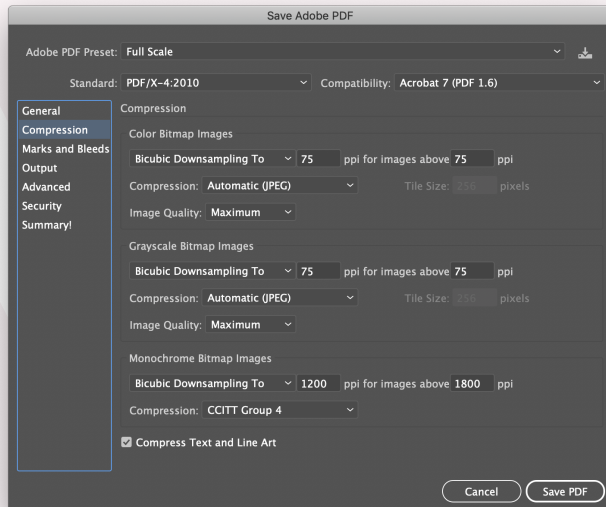 Save Adobe PDF
Adobe PDF Preset: Full Scale
Standard: PDF/X-4:2010 Compatibility: Acrobat 7 (PDF 1.6)
General
Compression
Marks and Bleeds
Output
Advanced
Security
Summary!
Compression
Color Bitmap Images
Bicubic Downsampling To 75 ppi for images above 75 ppi
Compression: Automatic (JPEG) Tile Size: 256 pixels
Image Quality: Maximum
Grayscale Bitmap Images
Bicubic Downsampling To 75 ppi for images above 75 ppi
Compression: Automatic (JPEG) Tile Size: 256 pixels
Image Quality: Maximum
Monochrome Bitmap Images
Bicubic Downsampling To 1200 ppi for images above 1800 ppi
Compression: CCITT Group 4
Compress Text and Line Art
Cancel Save PDF